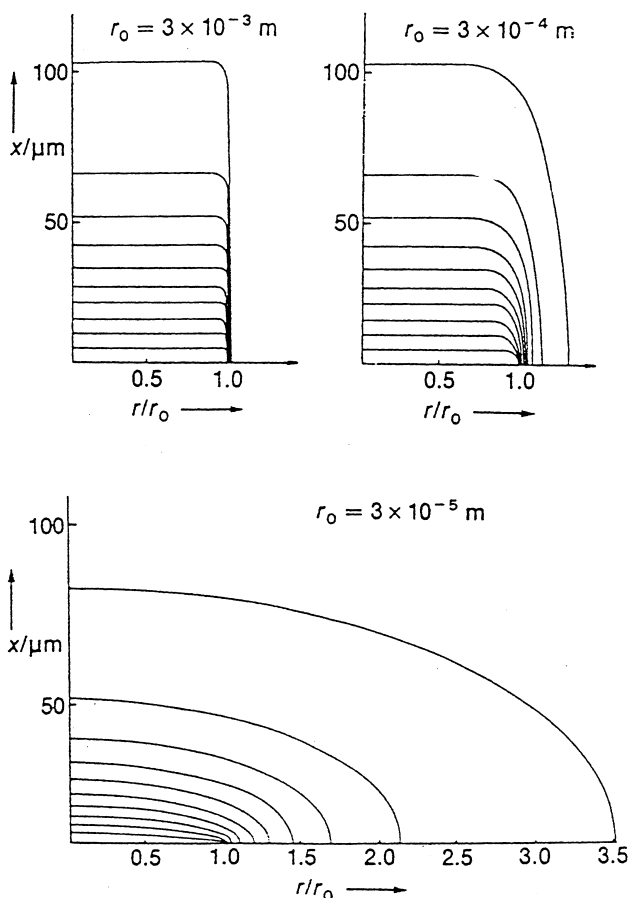 r₀ = 3 × 10⁻³ m
100
x/μm
50
0.5 1.0
r/r₀
r₀ = 3 × 10⁻⁴ m
100
50
0.5 1.0
r/r₀
r₀ = 3 × 10⁻⁵ m
100
x/μm
50
0.5 1.0 1.5 2.0 2.5 3.0 3.5
r/r₀